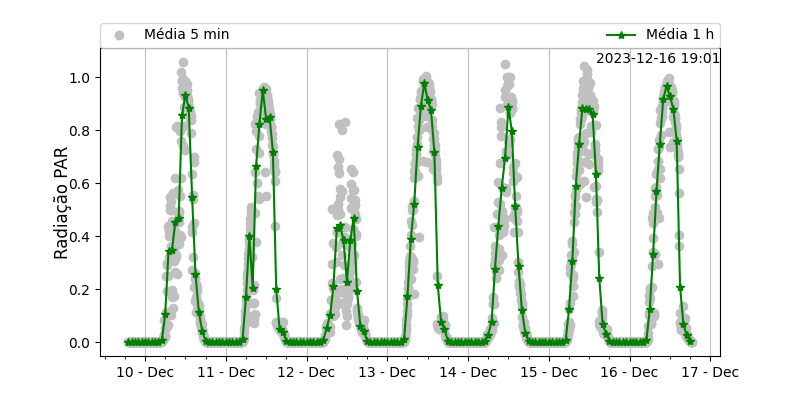 Média 5 min
Média 1 h
2023-12-16 19:01
Radiação PAR
1.0
0.8
0.6
0.4
0.2
0.0
10 - Dec
11 - Dec
12 - Dec
13 - Dec
14 - Dec
15 - Dec
16 - Dec
17 - Dec